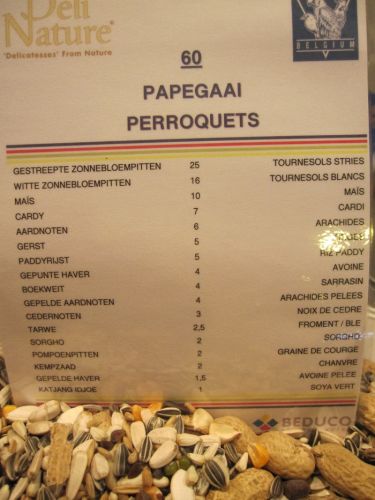 Deli
Nature®
'Delicatesses' From Nature
BELGIUM
60
PAPEGAAI
PERROQUETS
GESTREEPTE ZONNEBLOEMPITTEN 25 TOURNESOLS STRIES
WITTE ZONNEBLOEMPITTEN 16 TOURNESOLS BLANCS
MAÏS 10 MAÏS
CARDY 7 CARDI
AARDNOTEN 6 ARACHIDES
GERST 5
PADDYRIJST 5 RIZ PADDY
GEPUNTE HAVER 4 AVOINE
BOEKWEIT 4 SARRASIN
GEPELDE AARDNOTEN 4 ARACHIDES PELEES
CEDERNOTEN 3 NOIX DE CEDRE
TARWE 2,5 FROMENT / BLE
SORGHO 2 SORGHO
POMPOENPITTEN 2 GRAINE DE COURGE
KEMPZAAD 2 CHANVRE
GEPELDE HAVER 1,5 AVOINE PELEE
KATJANG IDJOE 1 SOYA VERT
BEDUCO